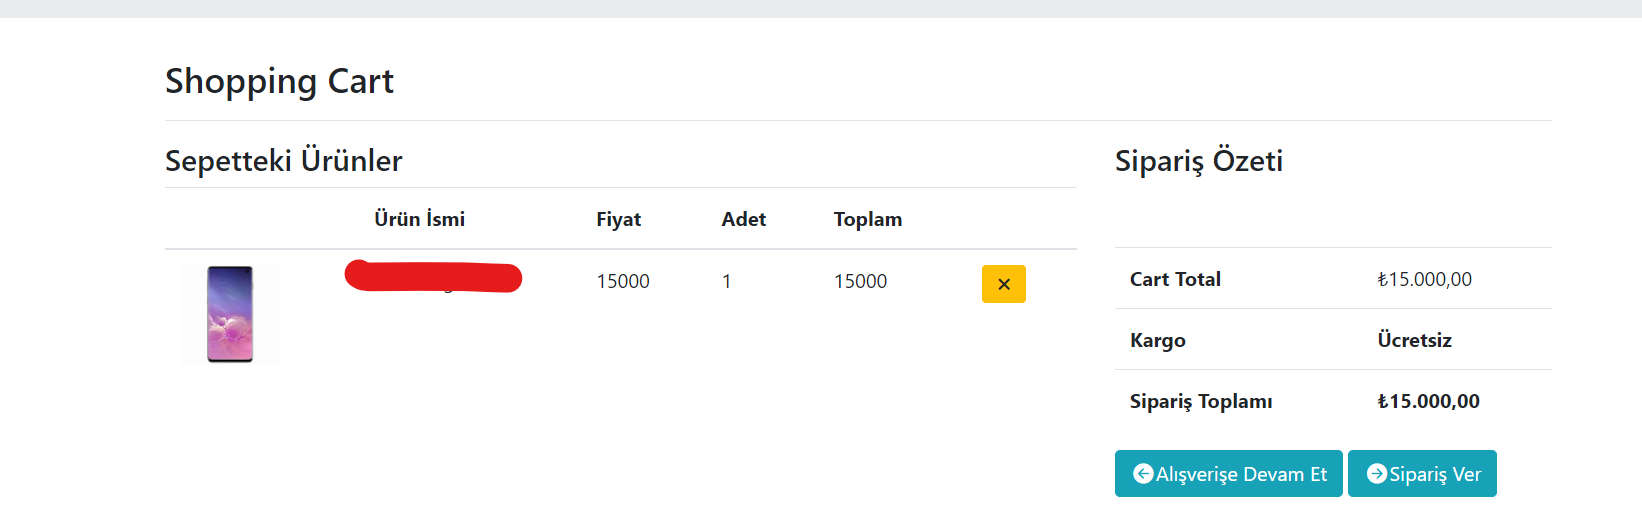 Shopping Cart
Sepetteki Ürünler
Ürün İsmi Fiyat Adet Toplam
15000 1 15000
Sipariş Özeti
Cart Total ₺15.000,00
Kargo Ücretsiz
Sipariş Toplamı ₺15.000,00
Alışverişe Devam Et Sipariş Ver